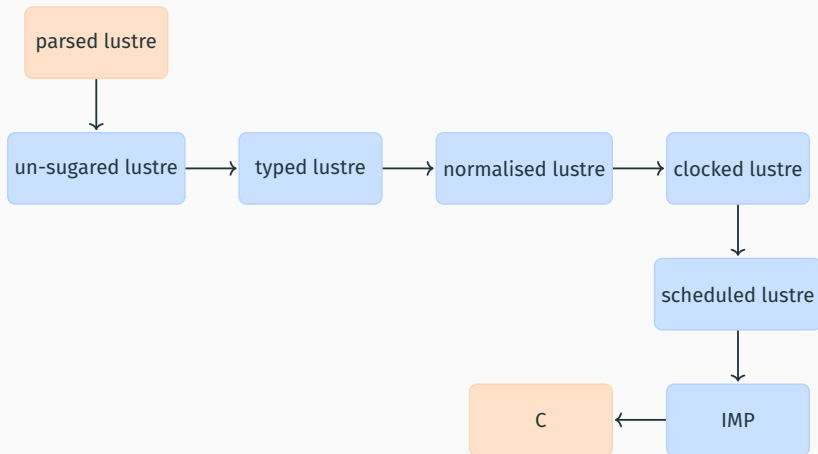 parsed lustre
un-sugared lustre
typed lustre
normalised lustre
clocked lustre
scheduled lustre
C
IMP